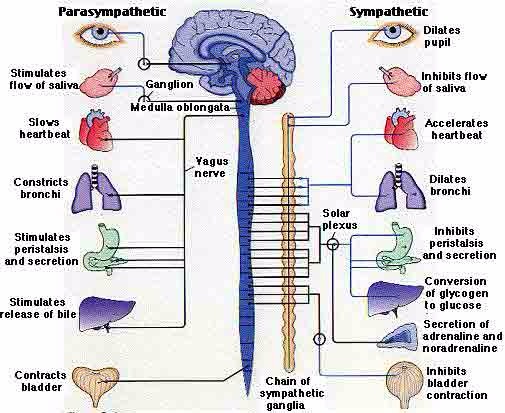 Parasympathetic
Sympathetic
Dilates
pupil
Stimulates
flow of saliva
Ganglion
Medulla oblongata
Inhibits flow
of saliva
Slows
heartbeat
Accelerates
heartbeat
Vagus
nerve
Constricts
bronchi
Dilates
bronchi
Solar
plexus
Stimulates
peristalsis
and secretion
Inhibits
peristalsis
and secretion
Stimulates
release of bile
Conversion
of glycogen
to glucose
Secretion of
adrenaline and
noradrenaline
Contracts
bladder
Chain of
sympathetic
ganglia
Inhibits
bladder
contraction